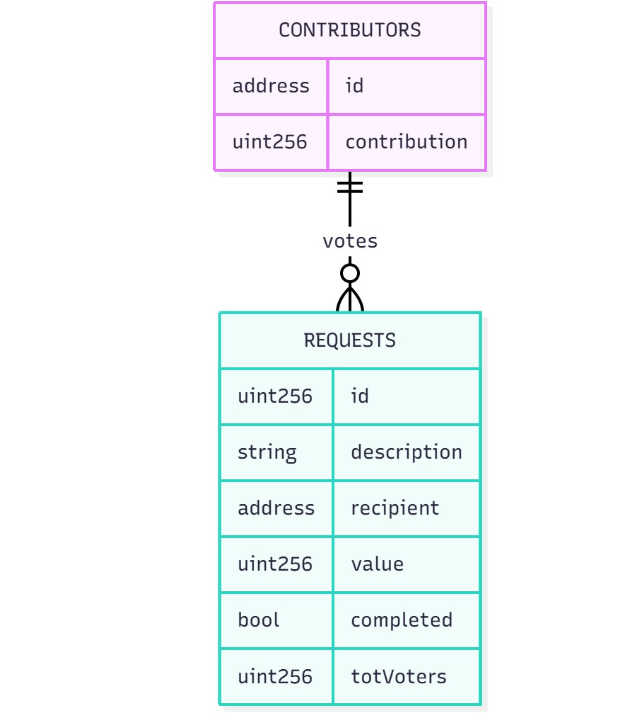 CONTRIBUTORS
address id
uint256 contribution
votes
REQUESTS
uint256 id
string description
address recipient
uint256 value
bool completed
uint256 totVoters